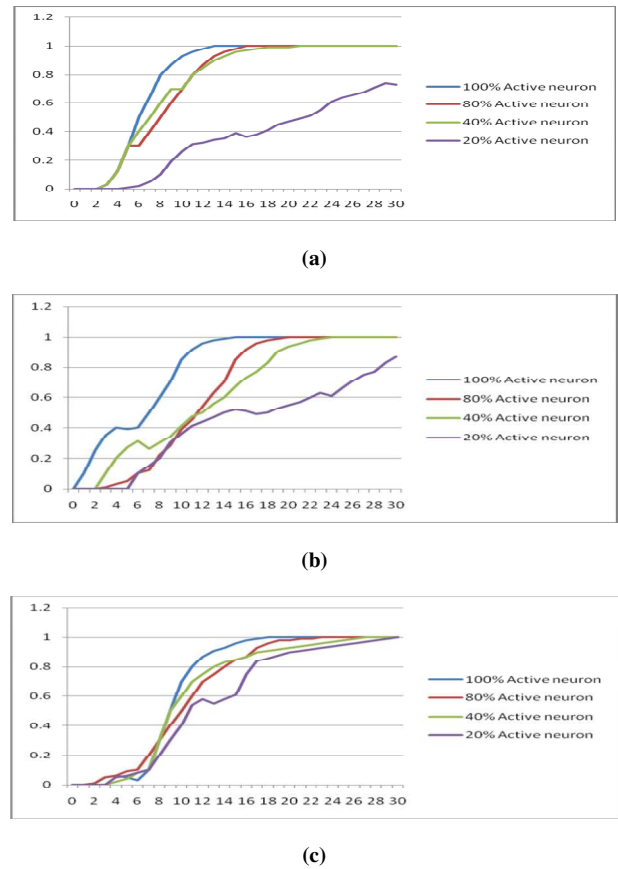 1.2
1
0.8
0.6
0.4
0.2
0
0 2 4 6 8 10 12 14 16 18 20 22 24 26 28 30
100% Active neuron
80% Active neuron
40% Active neuron
20% Active neuron
(a)
1.2
1
0.8
0.6
0.4
0.2
0
0 2 4 6 8 10 12 14 16 18 20 22 24 26 28 30
100% Active neuron
80% Active neuron
40% Active neuron
20% Active neuron
(b)
1.2
1
0.8
0.6
0.4
0.2
0
0 2 4 6 8 10 12 14 16 18 20 22 24 26 28 30
100% Active neuron
80% Active neuron
40% Active neuron
20% Active neuron
(c)